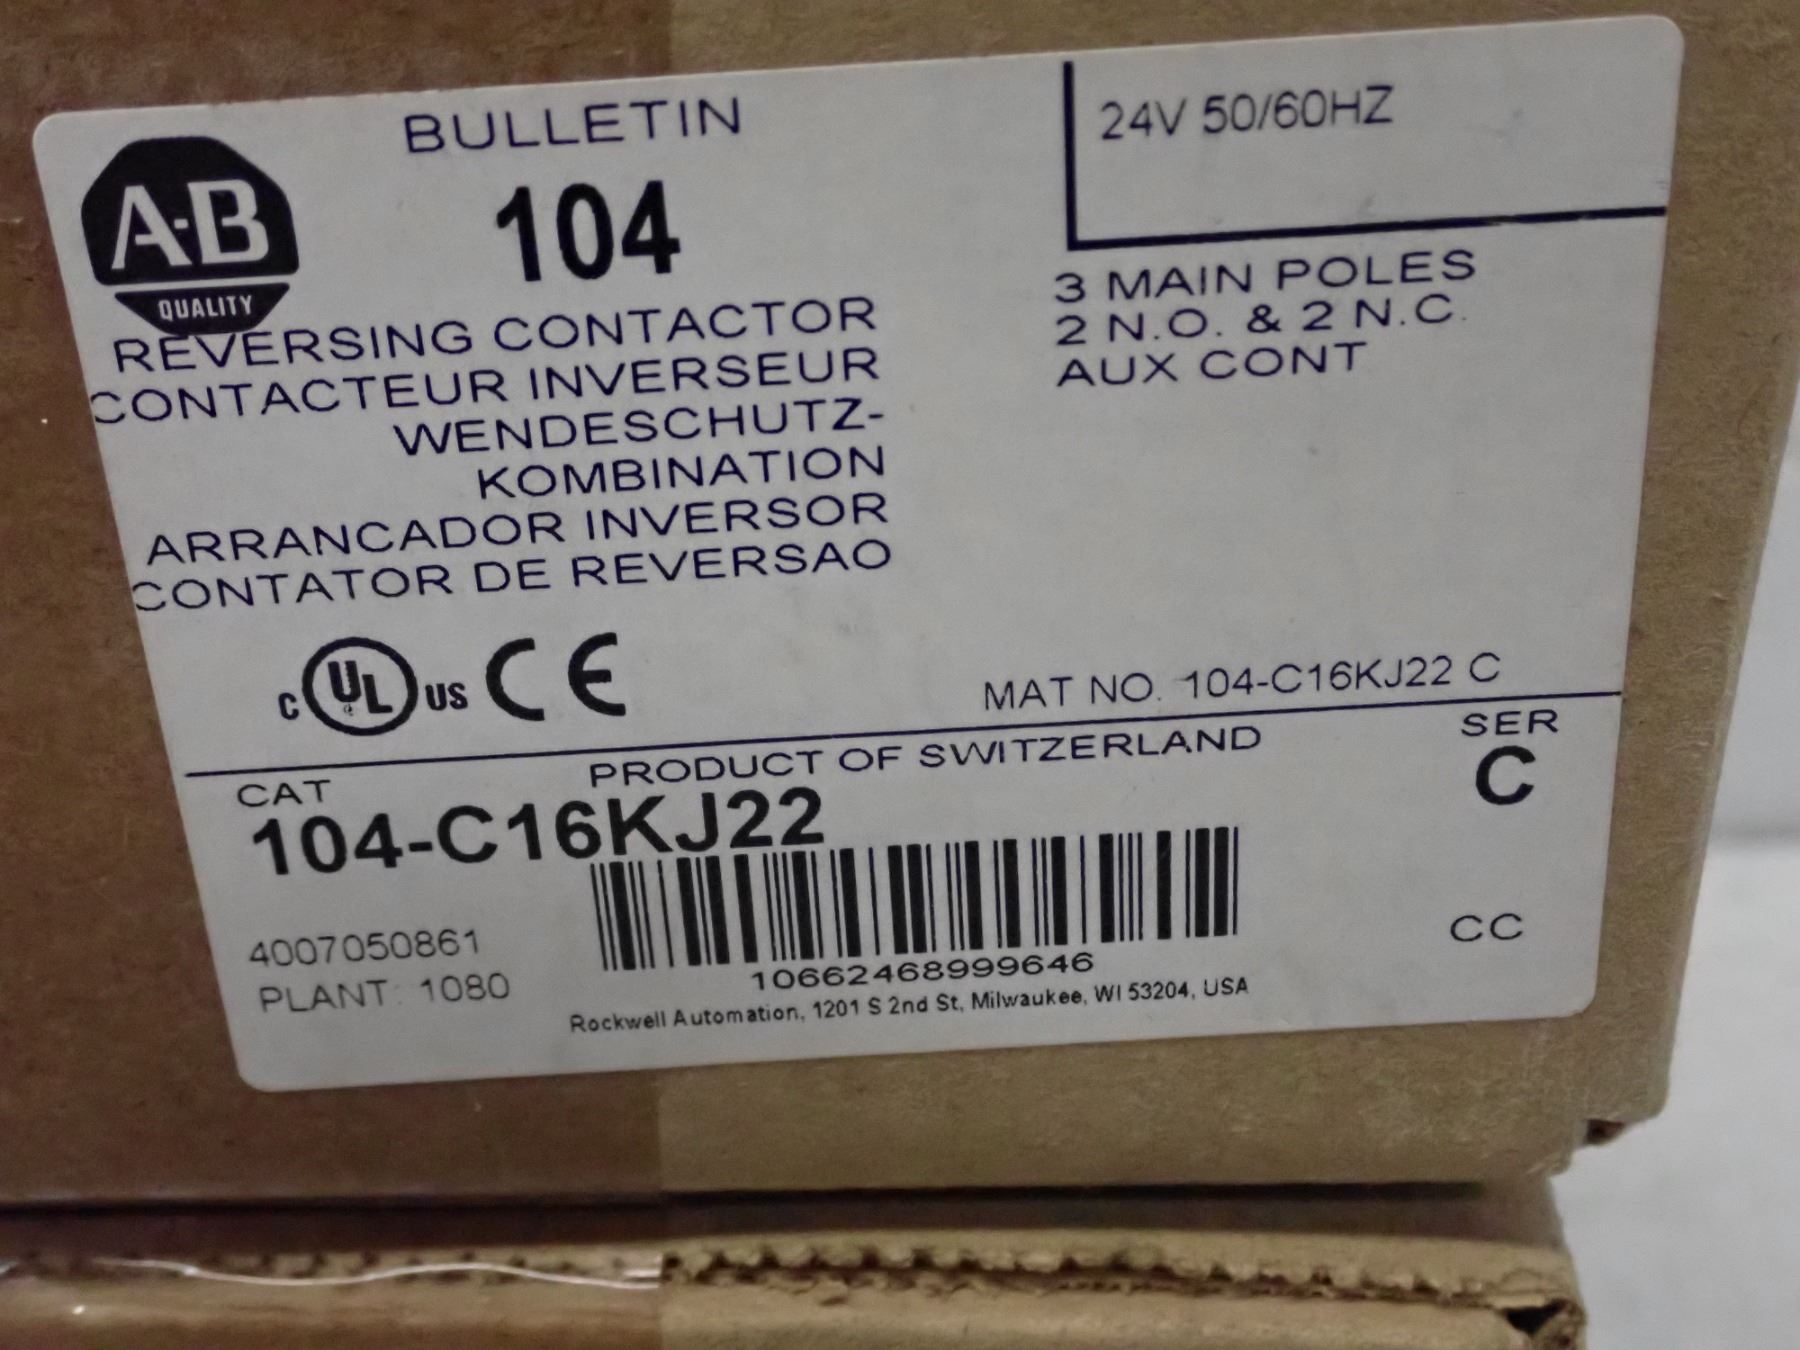 A-B
QUALITY
BULLETIN
104
REVERSING CONTACTOR
CONTACTEUR INVERSEUR
WENDESCHUTZ-
KOMBINATION
ARRANCADOR INVERSOR
CONTATOR DE REVERSAO
24V 50/60HZ
3 MAIN POLES
2 N.O. & 2 N.C.
AUX CONT
C UL US CE
MAT NO. 104-C16KJ22 C
CAT
PRODUCT OF SWITZERLAND
SER
104-C16KJ22
C
4007050861
PLANT: 1080
CC
10662468999646
Rockwell Automation, 1201 S 2nd St, Milwaukee, WI 53204, USA